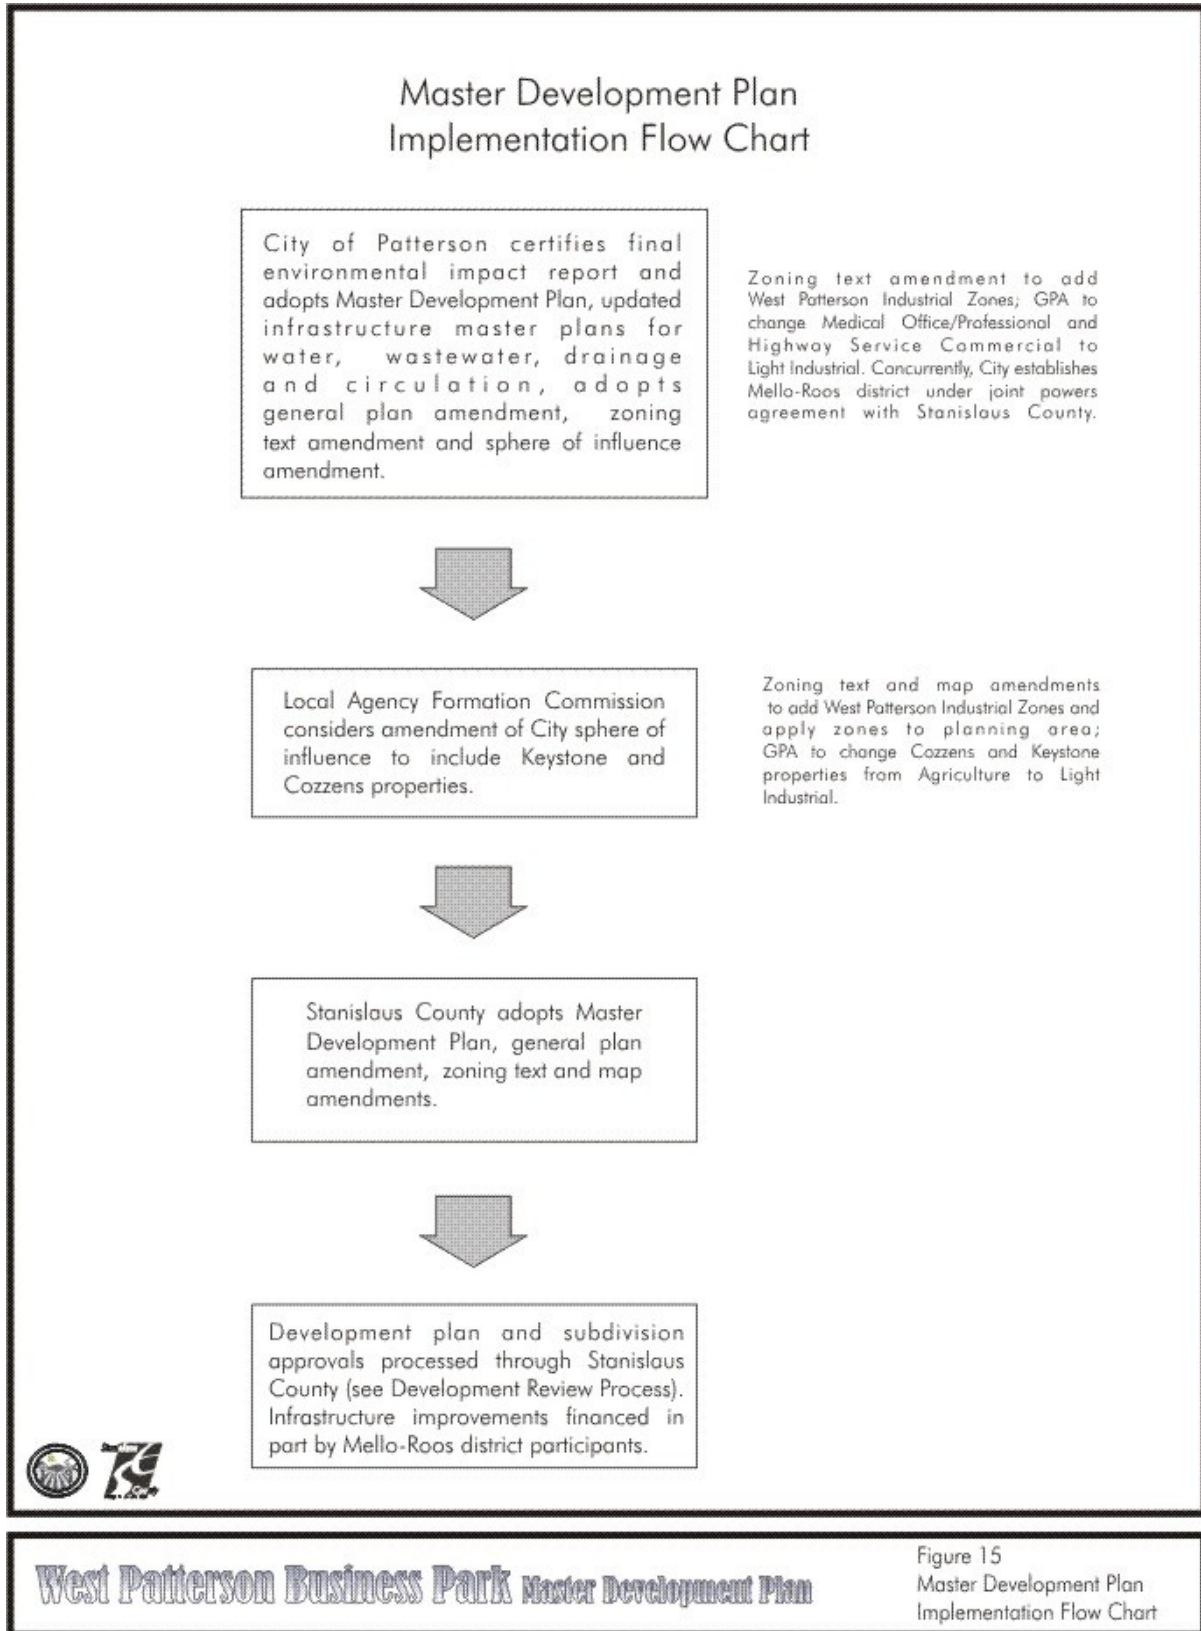 Master Development Plan
Implementation Flow Chart
City of Patterson certifies final
environmental impact report and
adopts Master Development Plan, updated
infrastructure master plans for
water, wastewater, drainage
and circulation, adopts
general plan amendment, zoning
text amendment and sphere of influence
amendment.
Zoning text amendment to add
West Patterson Industrial Zones; GPA to
change Medical Office/Professional and
Highway Service Commercial to
Light Industrial. Concurrently, City establishes
Mello-Roos district under joint powers
agreement with Stanislaus County.
Local Agency Formation Commission
considers amendment of City sphere of
influence to include Keystone and
Cozzens properties.
Zoning text and map amendments
to add West Patterson Industrial Zones and
apply zones to planning area;
GPA to change Cozzens and Keystone
properties from Agriculture to Light
Industrial.
Stanislaus County adopts Master
Development Plan, general plan
amendment, zoning text and map
amendments.
Development plan and subdivision
approvals processed through Stanislaus
County (see Development Review Process).
Infrastructure improvements financed in
part by Mello-Roos district participants.
West Patterson Business Park Master Development Plan
Figure 15
Master Development Plan
Implementation Flow Chart